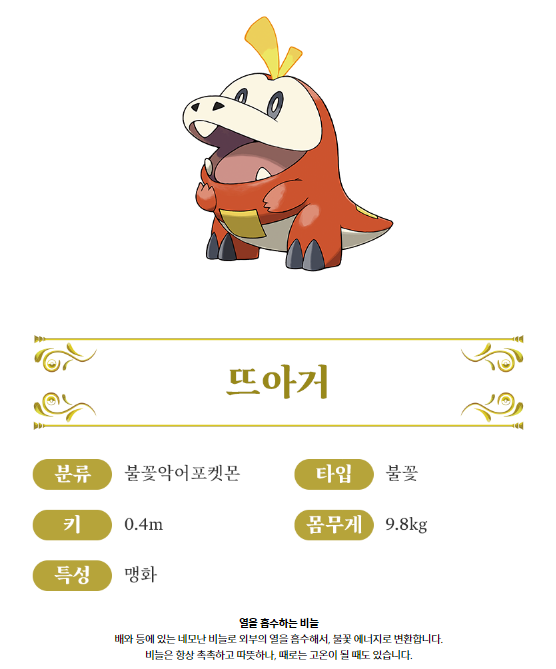 뜨아거
분류 불꽃악어포켓몬 타입 불꽃
키 0.4m 몸무게 9.8kg
특성 맹화
열을 흡수하는 비늘
배와 등에 있는 네모난 비늘로 외부의 열을 흡수해서, 불꽃 에너지로 변환합니다.
비늘은 항상 촉촉하고 따뜻하나, 때로는 고온이 될 때도 있습니다.